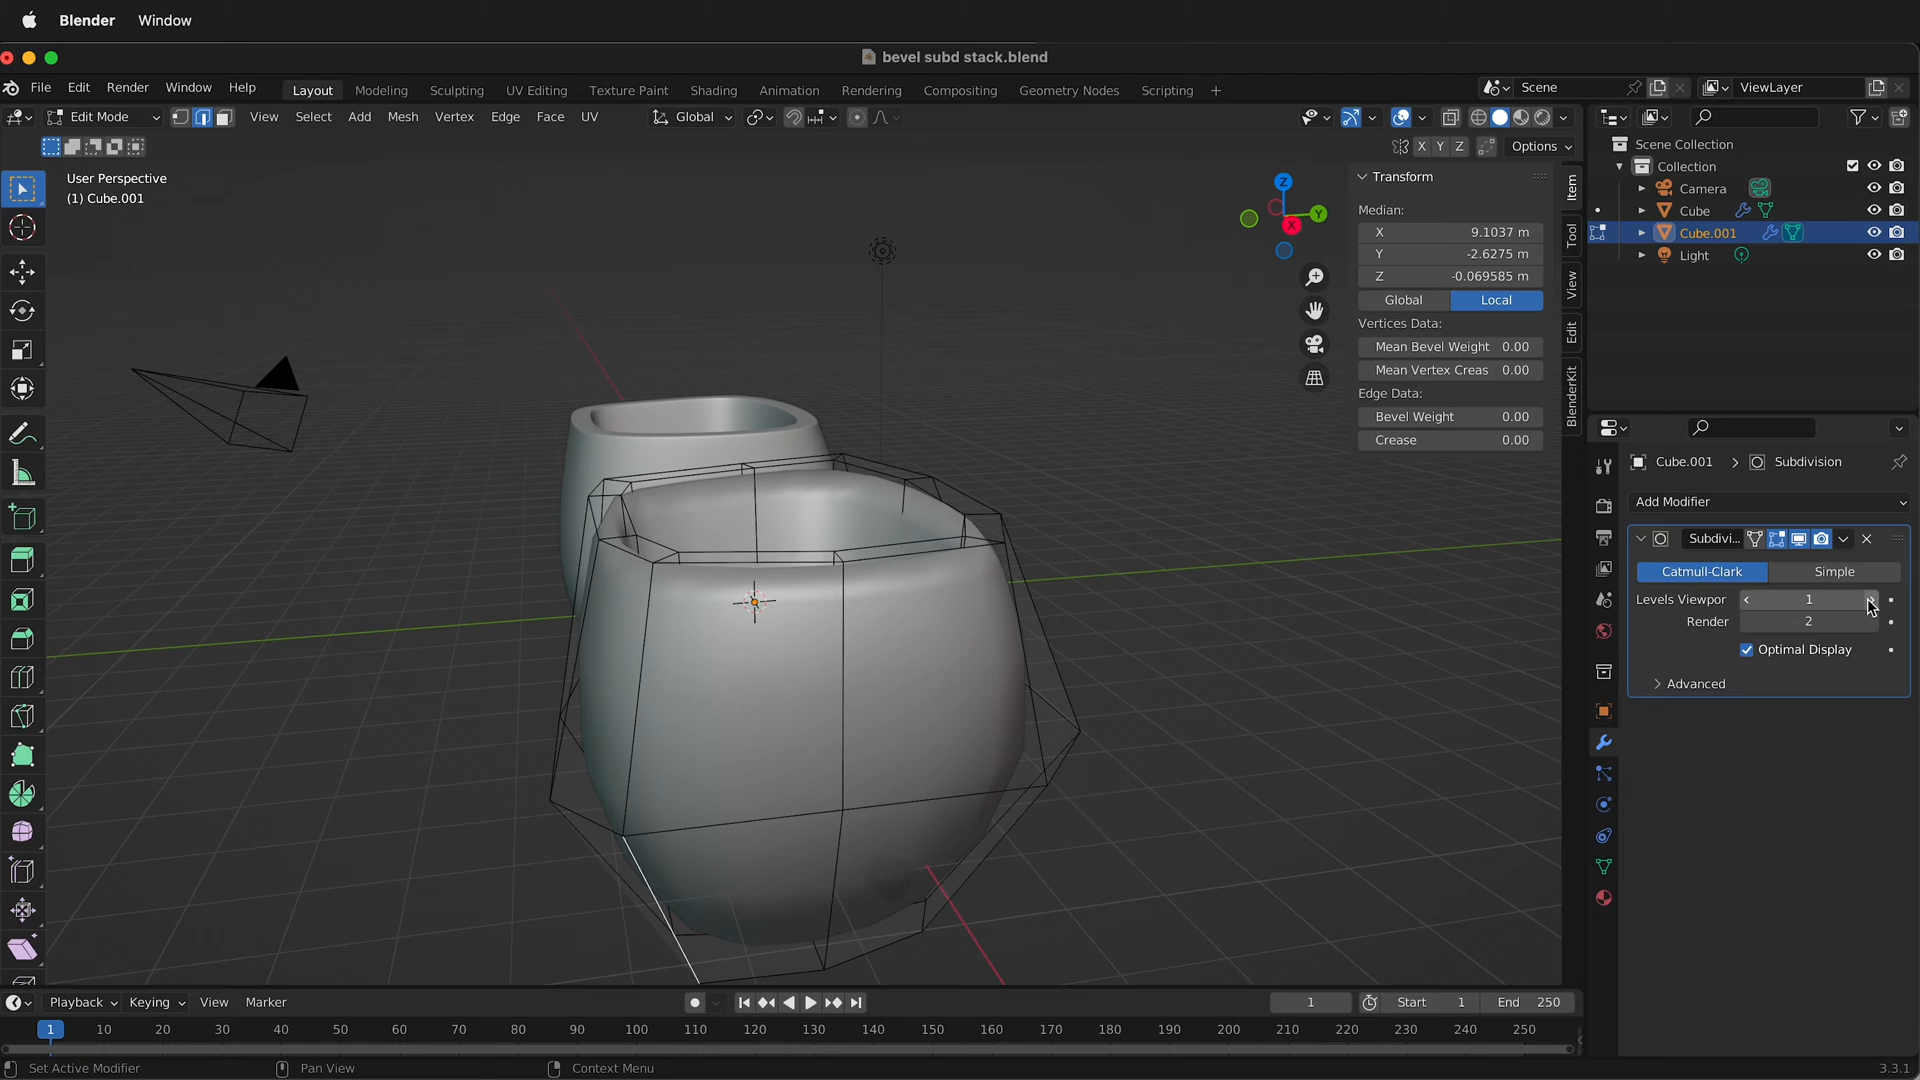 Blender Window
bevel subd stack.blend
File Edit Render Window Help Layout Modeling Sculpting UV Editing Texture Paint Shading Animation Rendering Compositing Geometry Nodes Scripting + Scene ViewLayer
Edit Mode View Select Add Mesh Vertex Edge Face UV Global
X Y Z Options
User Perspective
(1) Cube.001
Z
Y
X
Transform
Median:
X 9.1037 m
Y -2.6275 m
Z -0.069585 m
Global Local
Vertices Data:
Mean Bevel Weight 0.00
Mean Vertex Creas 0.00
Edge Data:
Bevel Weight 0.00
Crease 0.00
Item
Tool
View
Edit
BlenderKit
Scene Collection
Collection
Camera
Cube
Cube.001
Light
Cube.001 > Subdivision
Add Modifier
Subdivi...
Catmull-Clark Simple
Levels Viewpor 1
Render 2
Optimal Display
Advanced
Playback Keying View Marker 1 Start 1 End 250
1 10 20 30 40 50 60 70 80 90 100 110 120 130 140 150 160 170 180 190 200 210 220 230 240 250
Set Active Modifier Pan View Context Menu 3.3.1